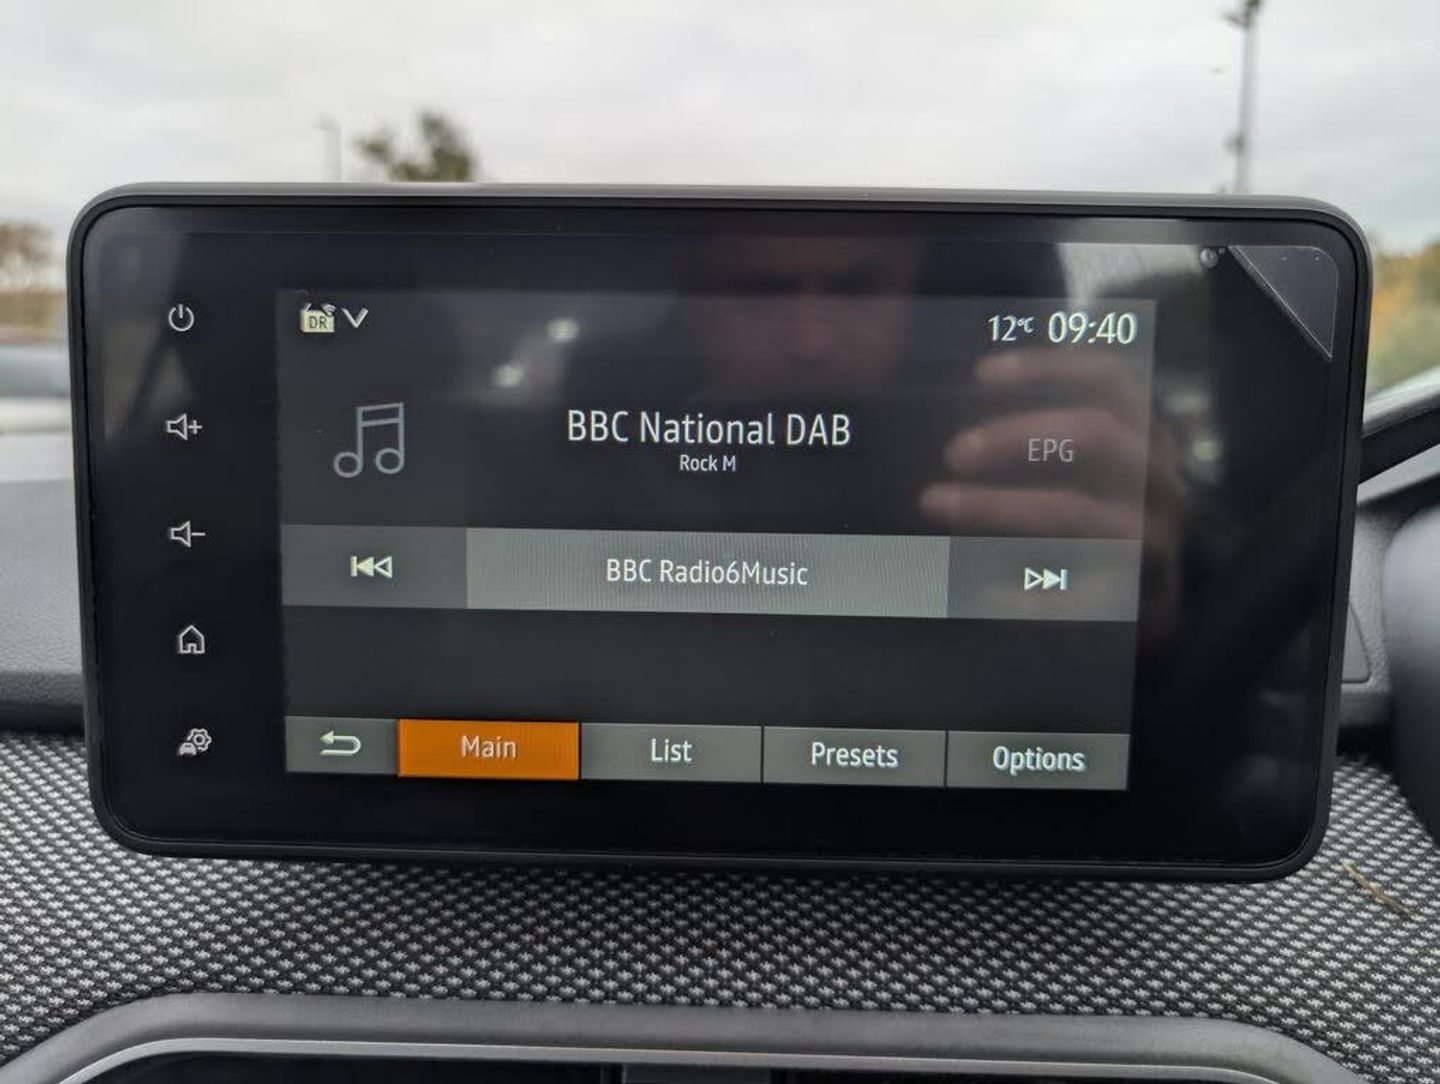 DR
12°C 09:40
BBC National DAB
Rock M
EPG
BBC Radio6Music
Main
List
Presets
Options